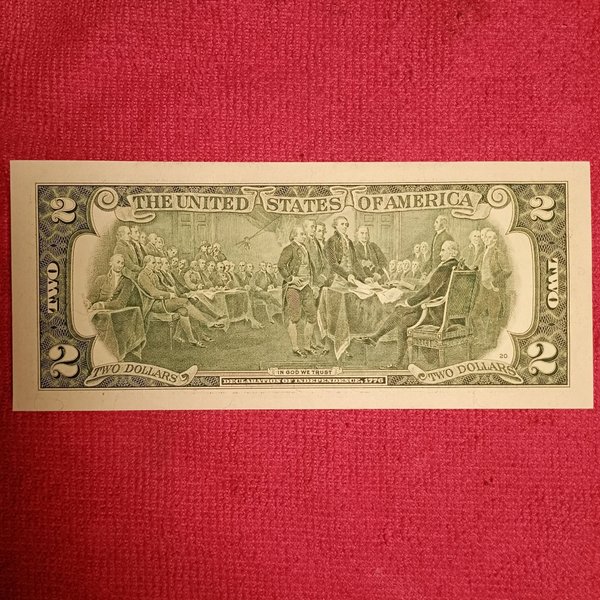 THE UNITED STATES OF AMERICA
2
2
TWO
TWO
20
2
2
TWO DOLLARS
IN GOD WE TRUST
TWO DOLLARS
DECLARATION OF INDEPENDENCE, 1776